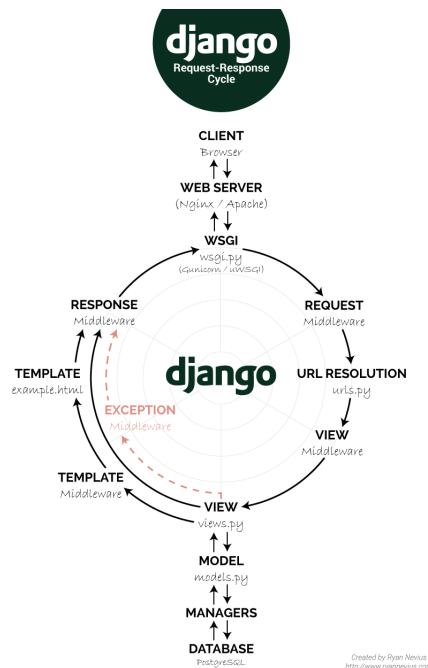 django
Request-Response
Cycle
CLIENT
Browser
WEB SERVER
(Nginx / Apache)
WSGI
wsgi.py
(Gunicorn / uWSGI)
RESPONSE
Middleware
REQUEST
Middleware
TEMPLATE
example.html
django
URL RESOLUTION
urls.py
EXCEPTION
Middleware
VIEW
Middleware
TEMPLATE
Middleware
VIEW
views.py
MODEL
models.py
MANAGERS
DATABASE
PostgreSQL
Created by Ryan Nevius